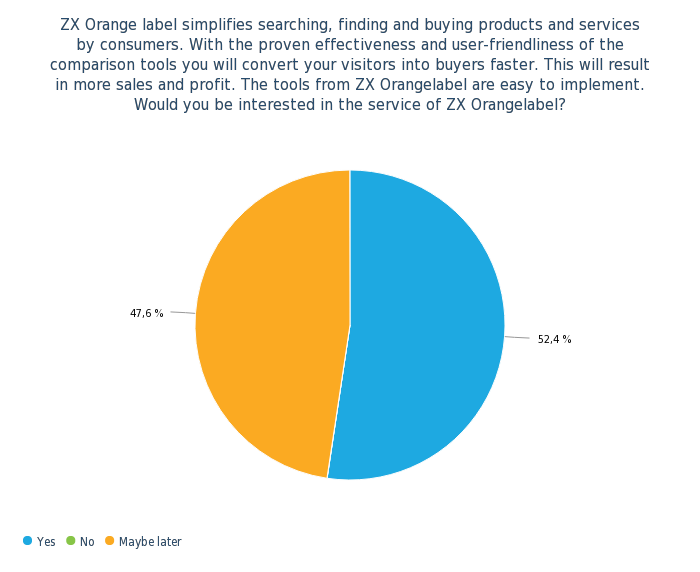 ZX Orange label simplifies searching, finding and buying products and services
by consumers. With the proven effectiveness and user-friendliness of the
comparison tools you will convert your visitors into buyers faster. This will result
in more sales and profit. The tools from ZX Orangelabel are easy to implement.
Would you be interested in the service of ZX Orangelabel?
47,6 %
52,4 %
Yes No Maybe later